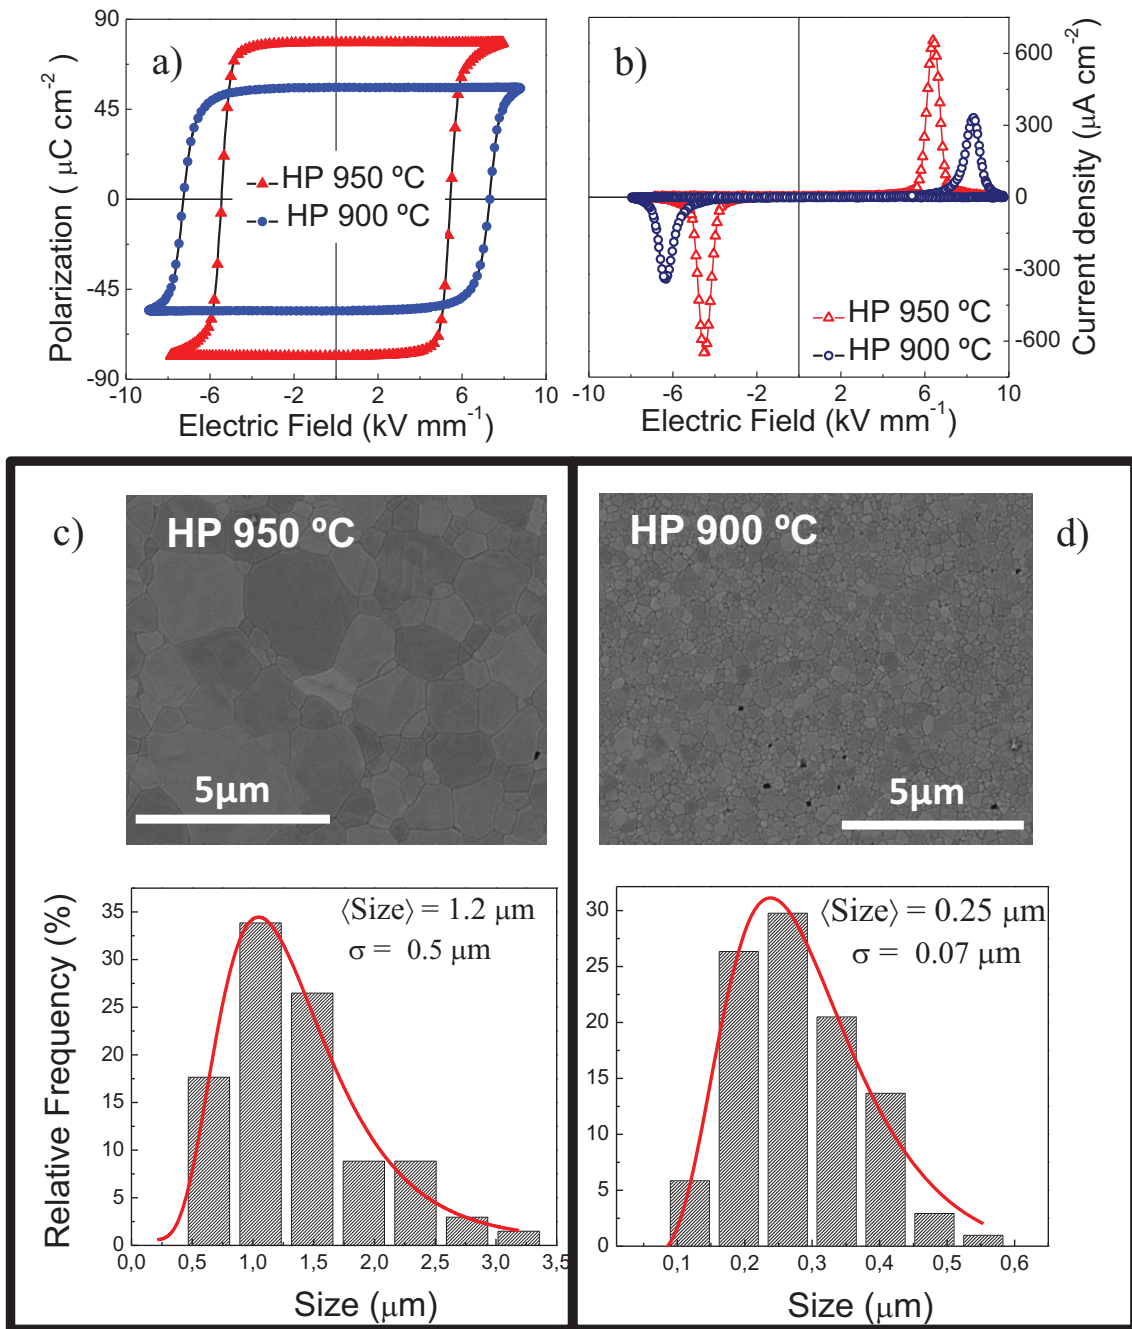 a)
90
45
0
-45
-90
Polarization ( μC cm⁻²)
HP 950 ºC
HP 900 ºC
-10 -6 -2 2 6 10
Electric Field (kV mm⁻¹)
b)
600
300
0
-300
-600
Current density (μA cm⁻²)
HP 950 ºC
HP 900 ºC
-10 -6 -2 2 6 10
Electric Field (kV mm⁻¹)
c)
HP 950 ºC
5μm
HP 900 ºC
d)
5μm
Relative Frequency (%)
35
30
25
20
15
10
5
0
⟨Size⟩ = 1.2 μm
σ = 0.5 μm
0,0 0,5 1,0 1,5 2,0 2,5 3,0 3,5
Size (μm)
30
25
20
15
10
5
0
⟨Size⟩ = 0.25 μm
σ = 0.07 μm
0,1 0,2 0,3 0,4 0,5 0,6
Size (μm)